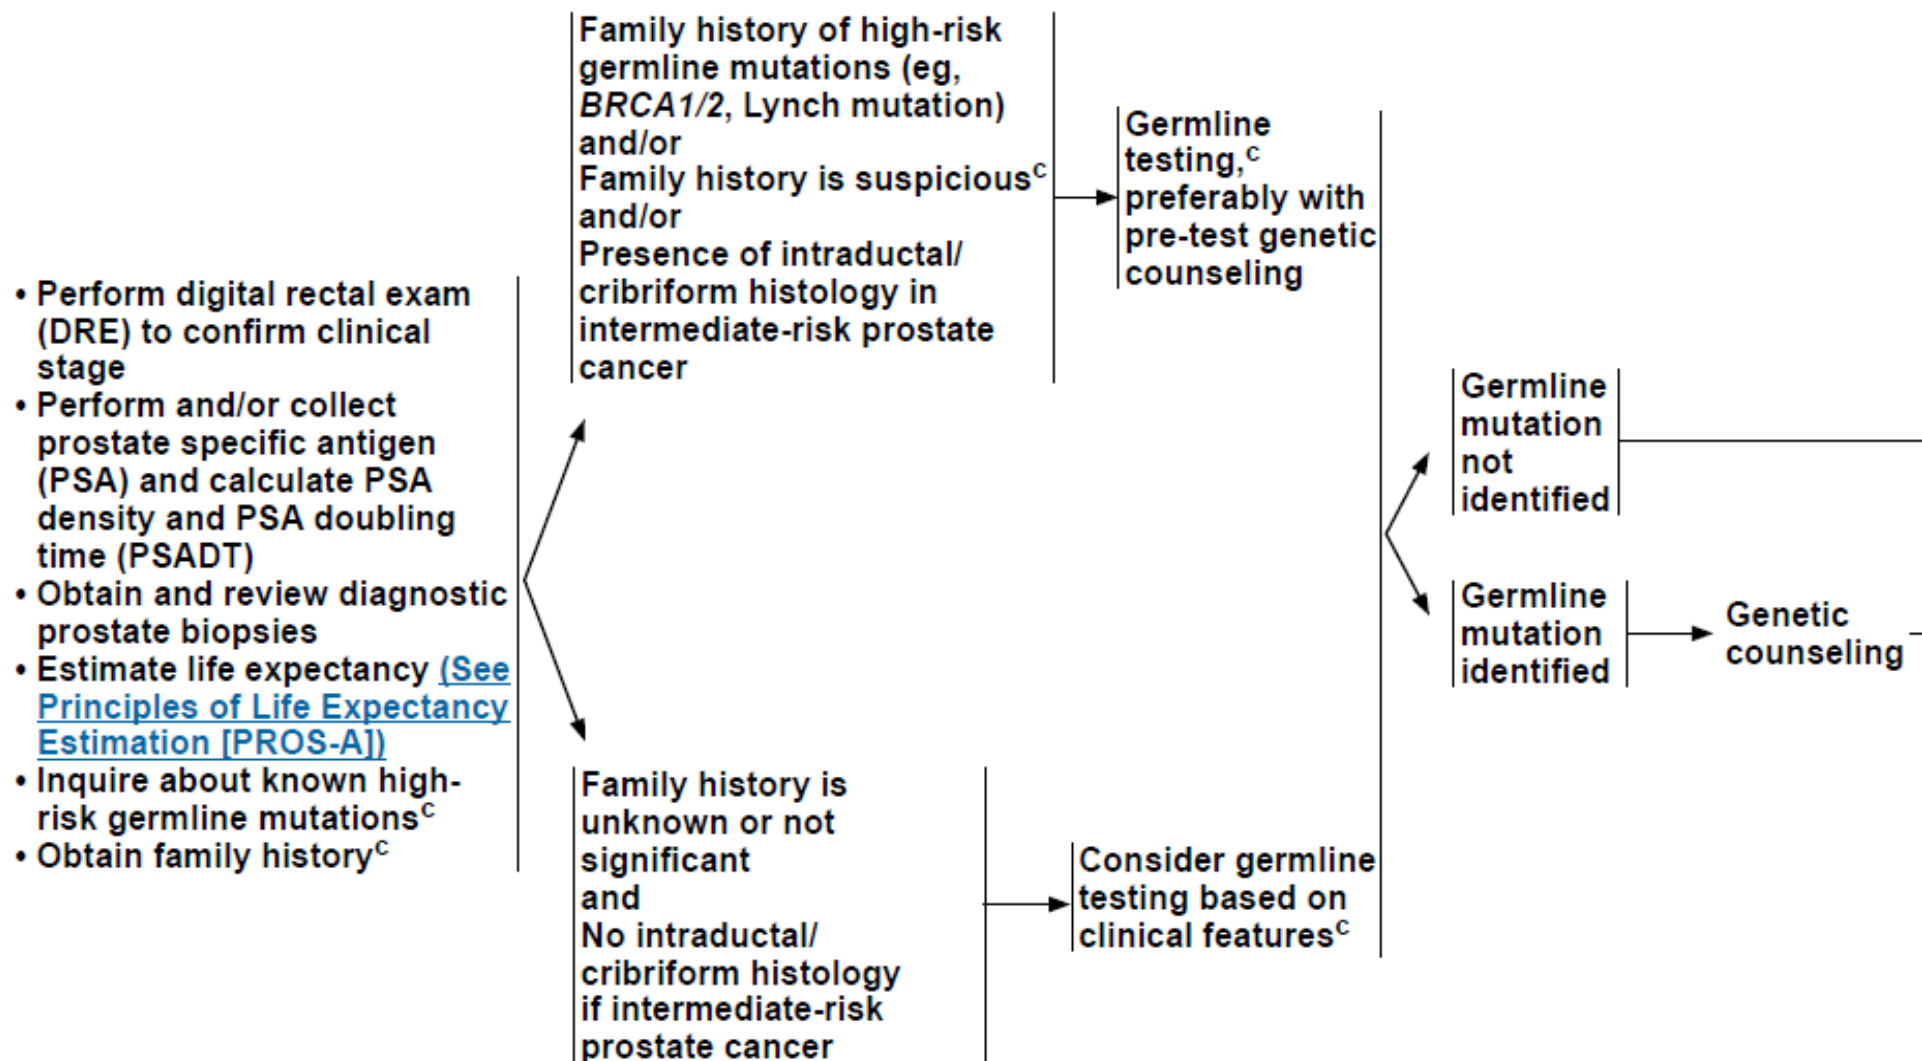 • Perform digital rectal exam
(DRE) to confirm clinical
stage
• Perform and/or collect
prostate specific antigen
(PSA) and calculate PSA
density and PSA doubling
time (PSADT)
• Obtain and review diagnostic
prostate biopsies
• Estimate life expectancy (See
Principles of Life Expectancy
Estimation [PROS-A])
• Inquire about known high-
risk germline mutationsᶜ
• Obtain family historyᶜ
Family history of high-risk
germline mutations (eg,
BRCA1/2, Lynch mutation)
and/or
Family history is suspiciousᶜ
and/or
Presence of intraductal/
cribriform histology in
intermediate-risk prostate
cancer
Germline
testing,ᶜ
preferably with
pre-test genetic
counseling
Family history is
unknown or not
significant
and
No intraductal/
cribriform histology
if intermediate-risk
prostate cancer
Consider germline
testing based on
clinical featuresᶜ
Germline
mutation
not
identified
Germline
mutation
identified
Genetic
counseling